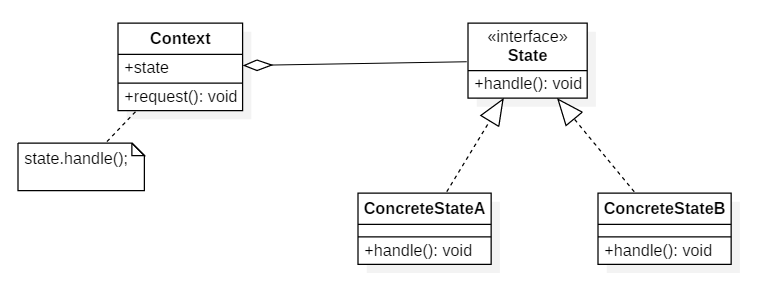 Context
+state
+request(): void
«interface»
State
+handle(): void
state.handle();
ConcreteStateA
+handle(): void
ConcreteStateB
+handle(): void